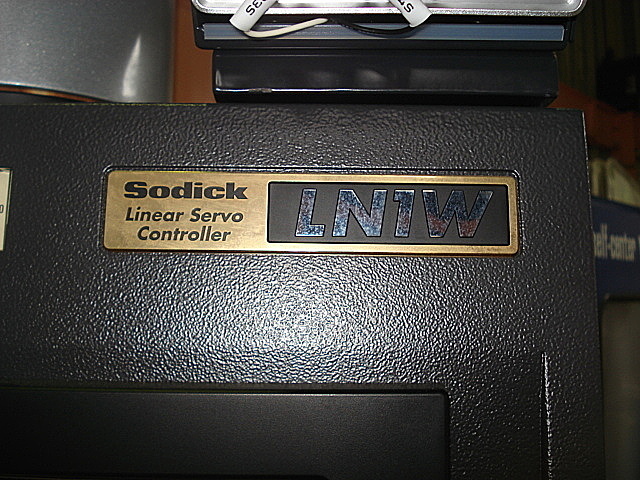 Sodick
Linear Servo
Controller
LN1W